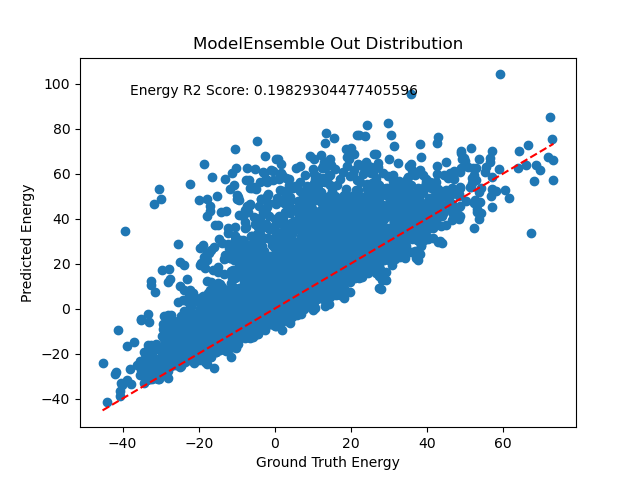 ModelEnsemble Out Distribution
Energy R2 Score: 0.19829304477405596
100
80
60
40
20
0
−20
−40
Predicted Energy
−40 −20 0 20 40 60
Ground Truth Energy